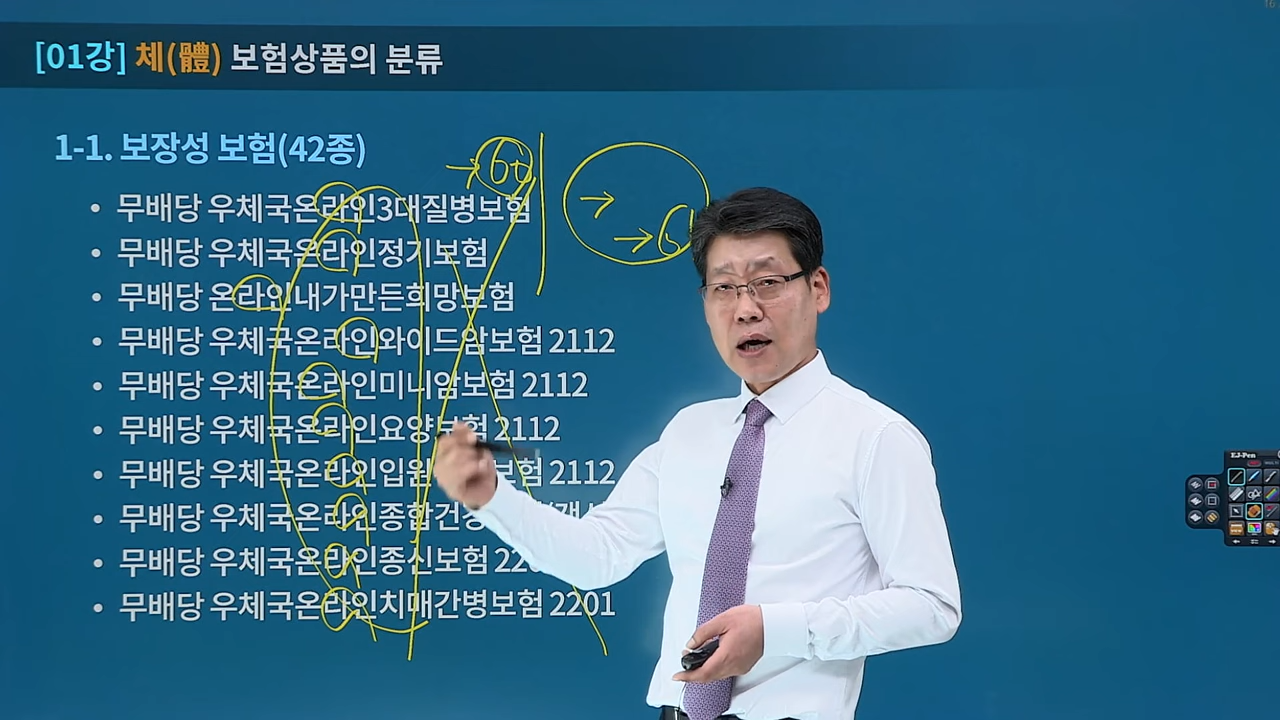 [01강] 체(體) 보험상품의 분류
1-1. 보장성 보험(42종)
• 무배당 우체국온라인3대질병보험
• 무배당 우체국온라인정기보험
• 무배당 온라인내가만든희망보험
• 무배당 우체국온라인와이드암보험 2112
• 무배당 우체국온라인미니암보험 2112
• 무배당 우체국온라인요양보험 2112
• 무배당 우체국온라인입원 보험 2112
• 무배당 우체국온라인종합건강
• 무배당 우체국온라인종신보험 220
• 무배당 우체국온라인치매간병보험 2201
EJ-Pen